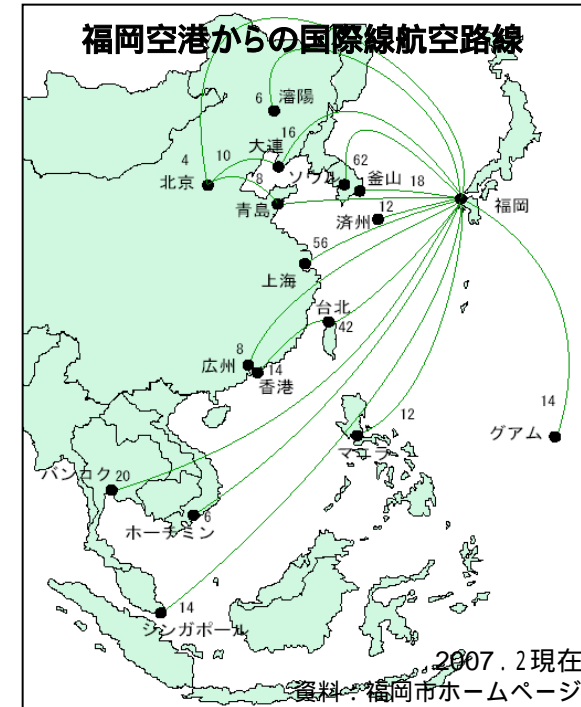 福岡空港からの国際線航空路線
6 瀋陽
16
大連
4 10
北京
8
ソウル
62
釜山 18
青島
済州
12
福岡
56
上海
台北
42
8
広州
14
香港
12
マニラ
14
グアム
バンコク 20
6
ホーチミン
14
シンガポール
2007.2現在
資料：福岡市ホームページ